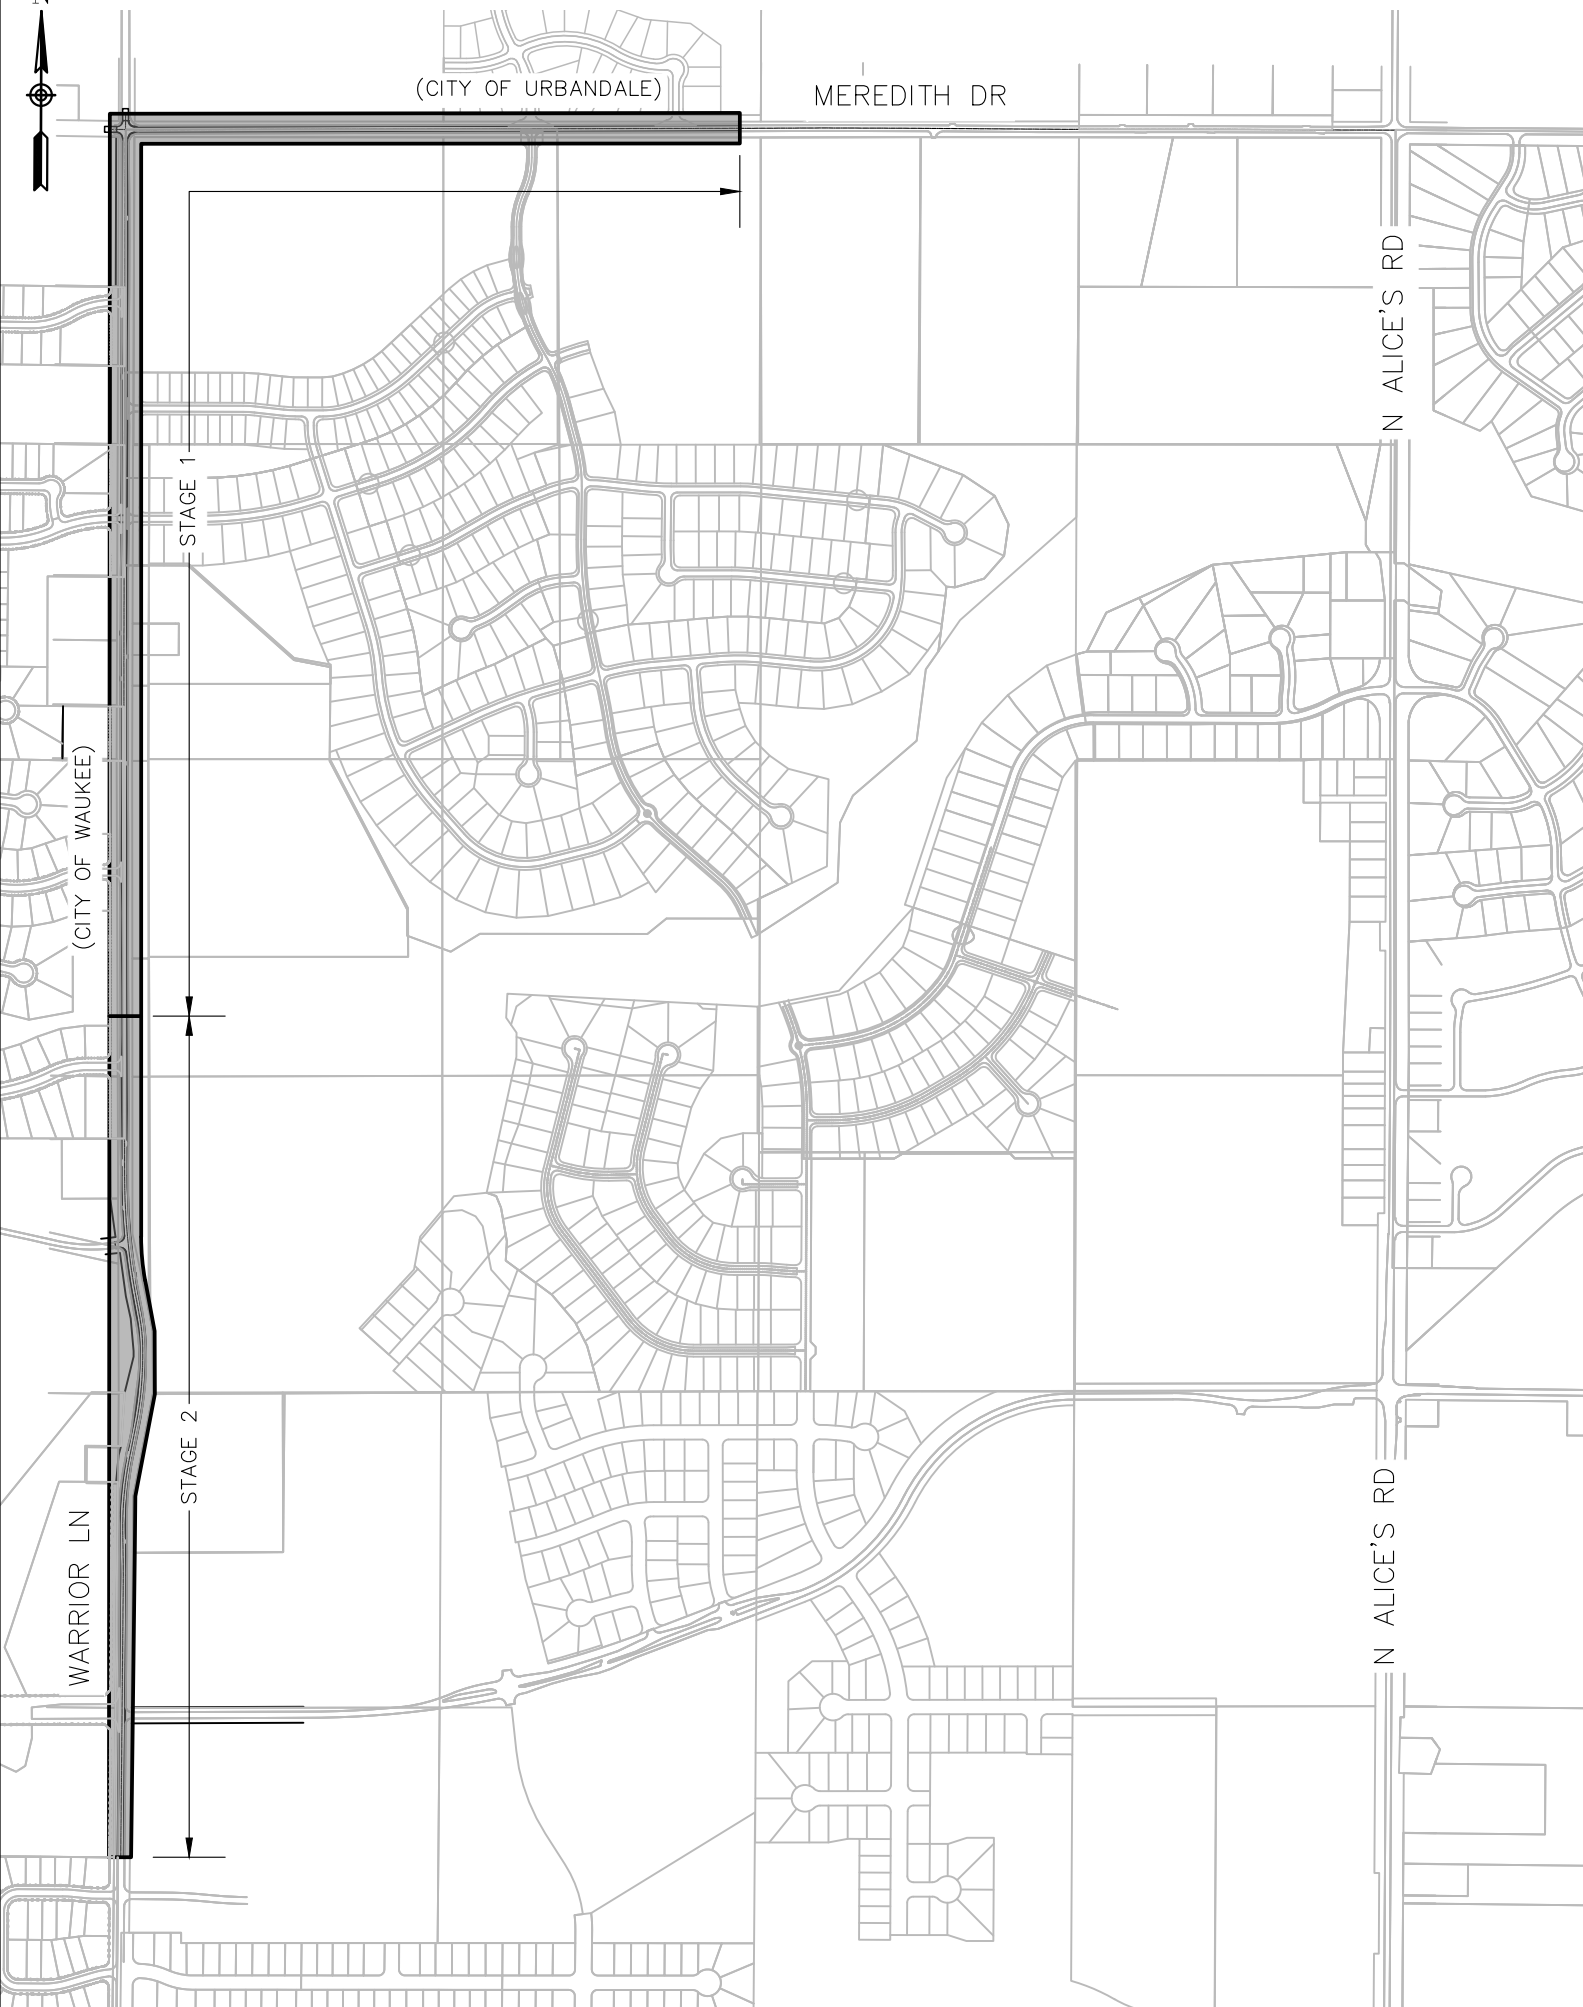 N
(CITY OF URBANDALE)
MEREDITH DR
N ALICE'S RD
STAGE 1
(CITY OF WAUKEE)
STAGE 2
WARRIOR LN
N ALICE'S RD